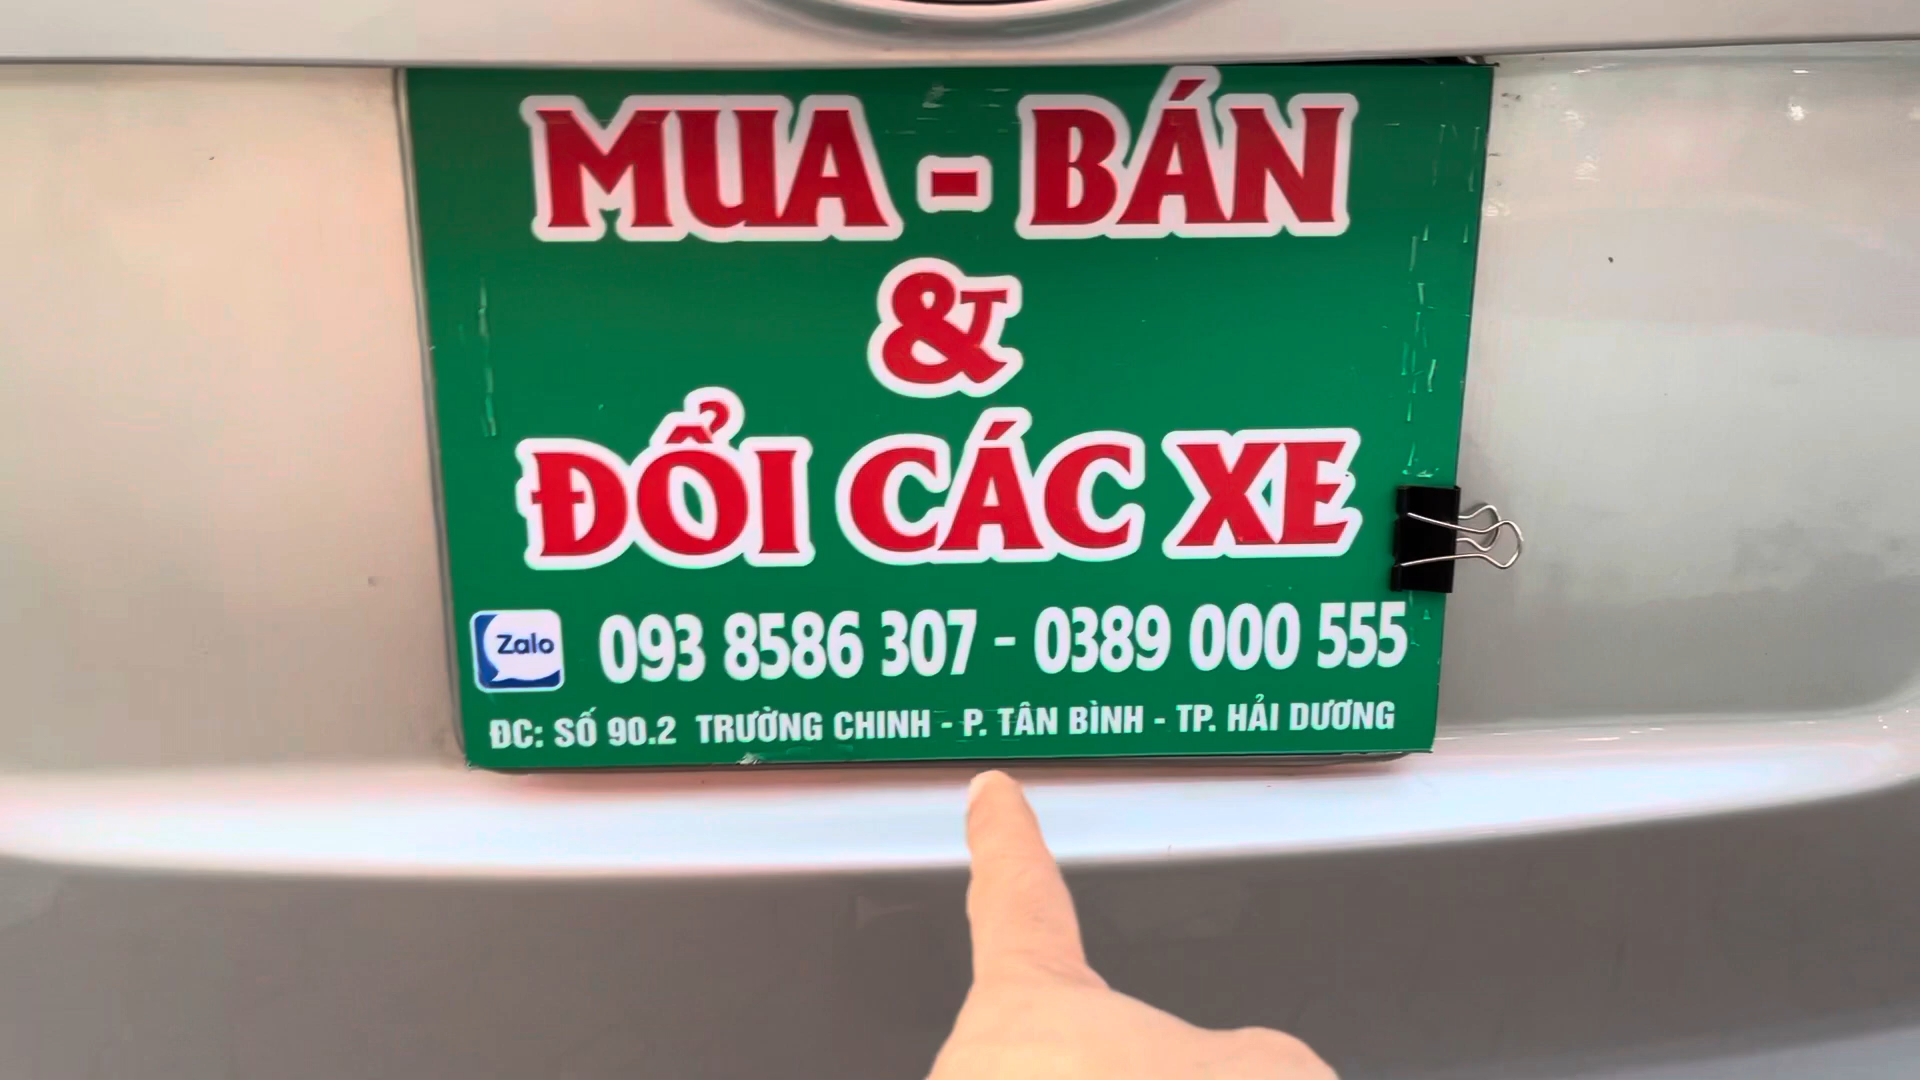 MUA - BÁN
&
ĐỔI CÁC XE
Zalo 093 8586 307 - 0389 000 555
ĐC: SỐ 90.2 TRƯỜNG CHINH - P. TÂN BÌNH - TP. HẢI DƯƠNG